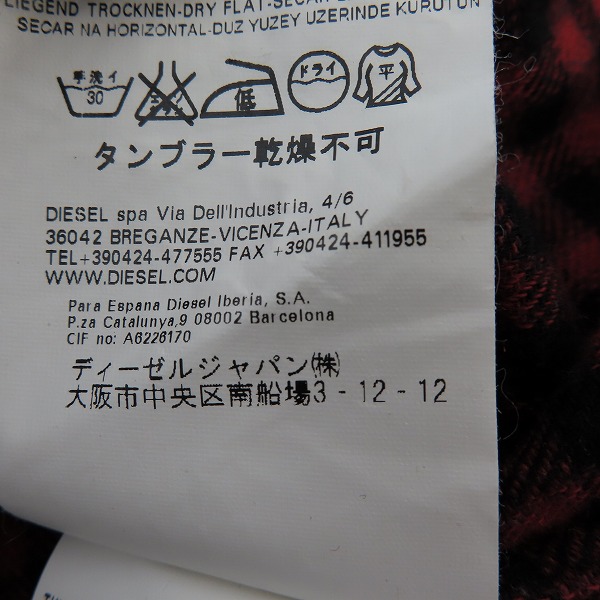 LIEGEND TROCKNEN-DRY FLAT-SECAR
SECAR NA HORIZONTAL-DUZ YUZEY UZERINDE KURUTUN
手洗イ 30
低
ドライ
平
タンブラー乾燥不可
DIESEL spa Via Dell'Industria, 4/6
36042 BREGANZE-VICENZA-ITALY
TEL+390424-477555 FAX +390424-411955
WWW.DIESEL.COM
Para Espana Diesel Iberia, S.A.
P.za Catalunya,9 08002 Barcelona
CIF no: A6226170
ディーゼルジャパン(株)
大阪市中央区南船場3-12-12